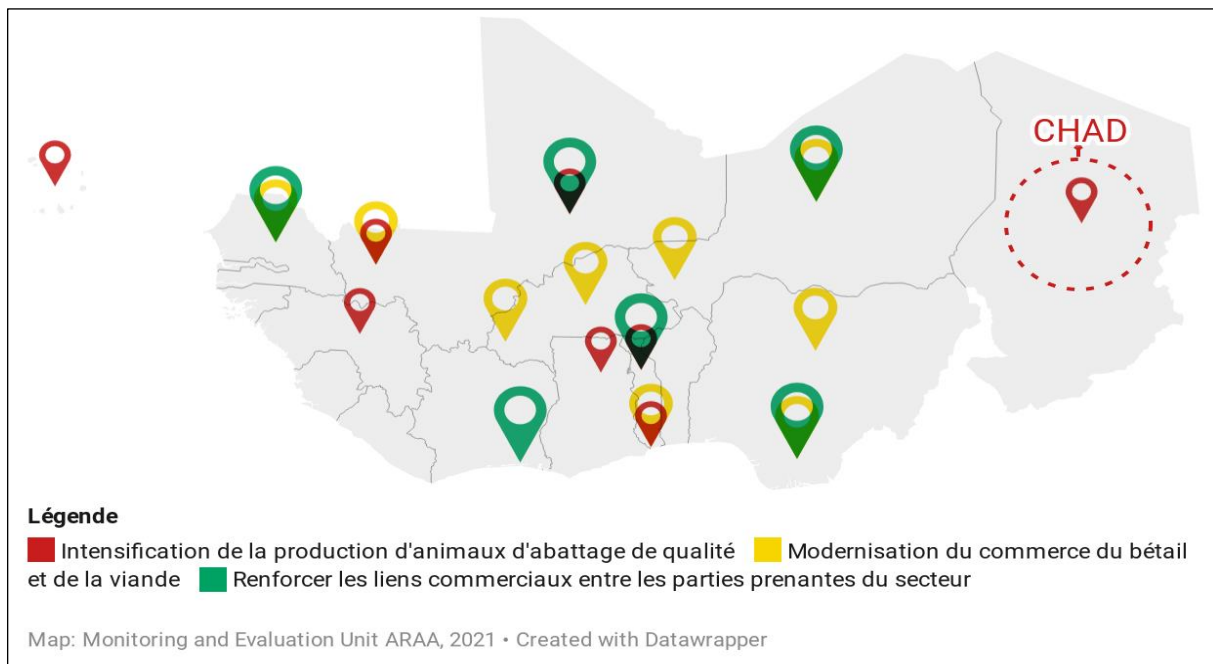 CHAD
Légende
Intensification de la production d'animaux d'abattage de qualité Modernisation du commerce du bétail
et de la viande Renforcer les liens commerciaux entre les parties prenantes du secteur
Map: Monitoring and Evaluation Unit ARAA, 2021 • Created with Datawrapper